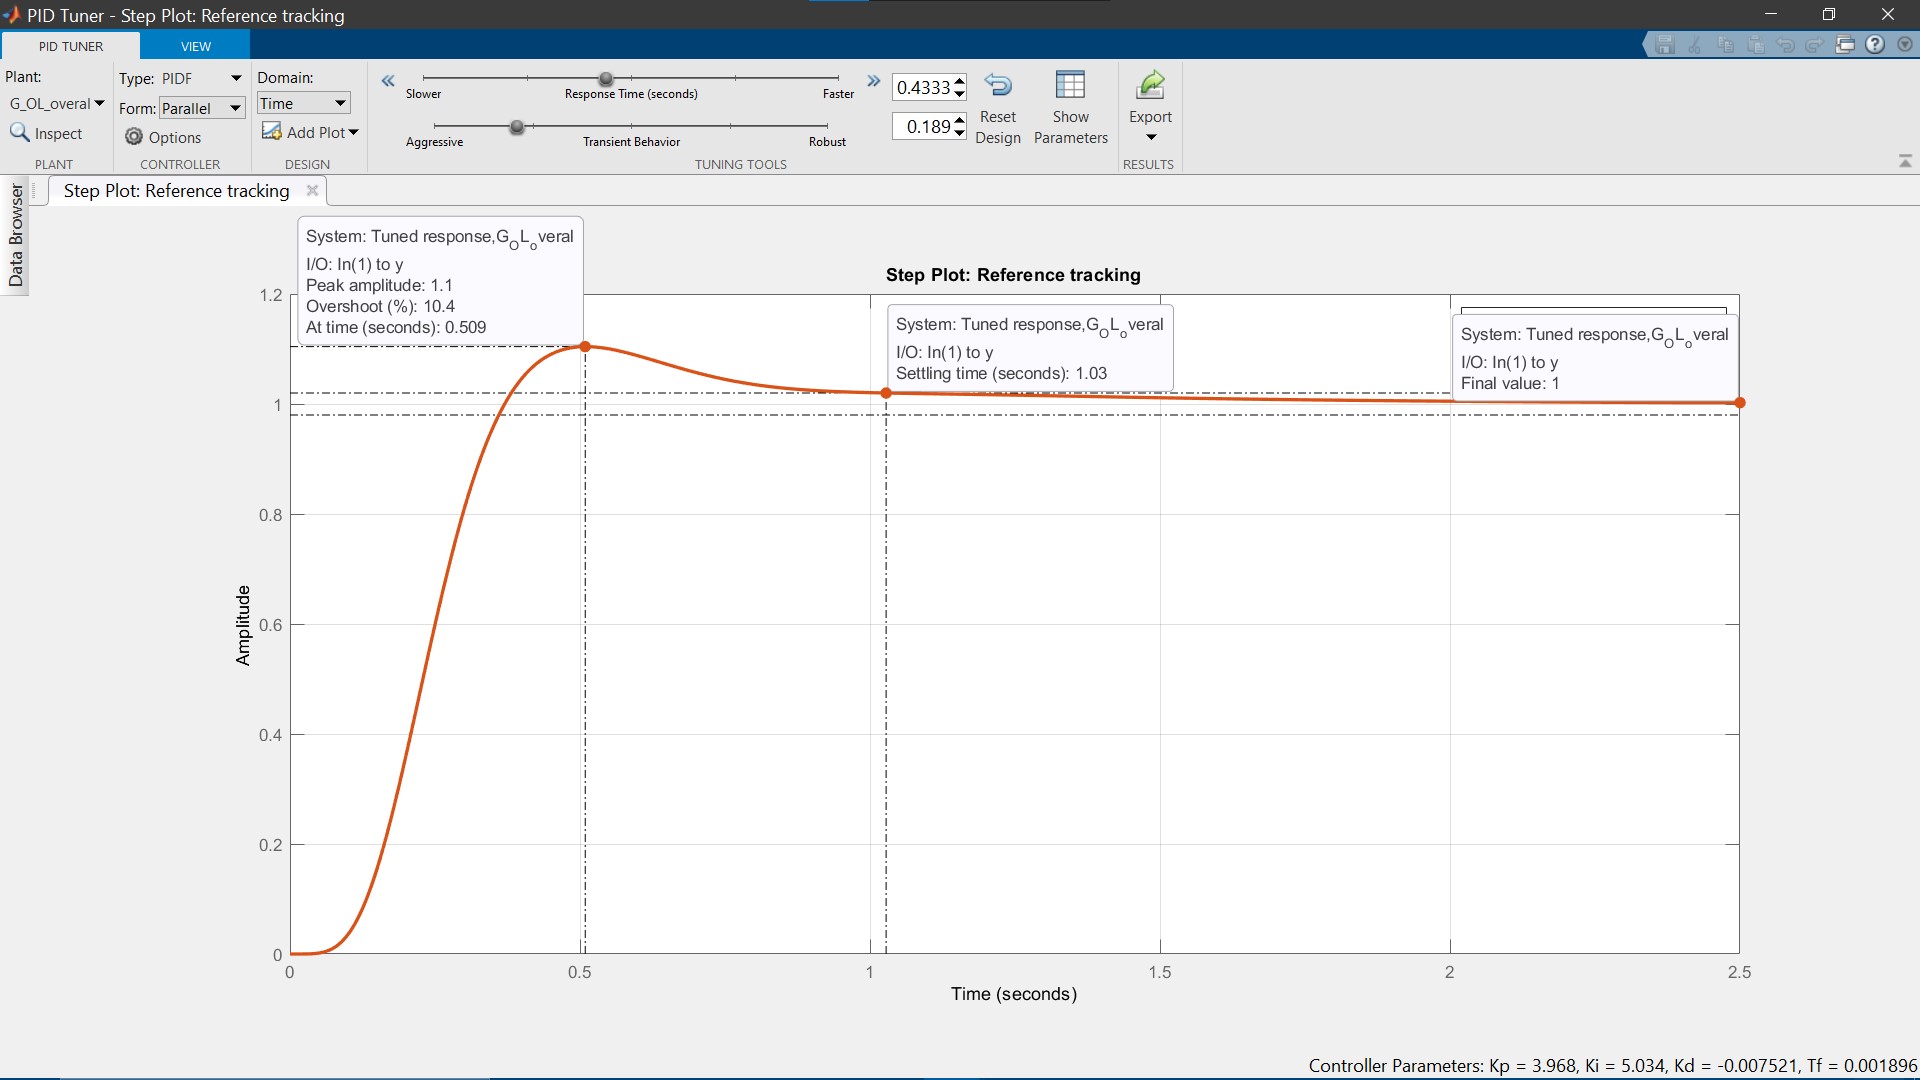 PID Tuner - Step Plot: Reference tracking
PID TUNER
VIEW
Plant:
G_OL_overal
Inspect
PLANT
Type: PIDF
Form: Parallel
Options
CONTROLLER
Domain:
Time
Add Plot
DESIGN
Slower
Response Time (seconds)
Faster
Aggressive
Transient Behavior
Robust
0.4333
0.189
Reset
Design
Show
Parameters
TUNING TOOLS
Export
RESULTS
Data Browser
Step Plot: Reference tracking
System: Tuned response,GOLoveral
I/O: In(1) to y
Peak amplitude: 1.1
Overshoot (%): 10.4
At time (seconds): 0.509
Step Plot: Reference tracking
System: Tuned response,GOLoveral
I/O: In(1) to y
Settling time (seconds): 1.03
System: Tuned response,GOLoveral
I/O: In(1) to y
Final value: 1
1.2
1
0.8
0.6
0.4
0.2
0
Amplitude
0
0.5
1
1.5
2
2.5
Time (seconds)
Controller Parameters: Kp = 3.968, Ki = 5.034, Kd = -0.007521, Tf = 0.001896